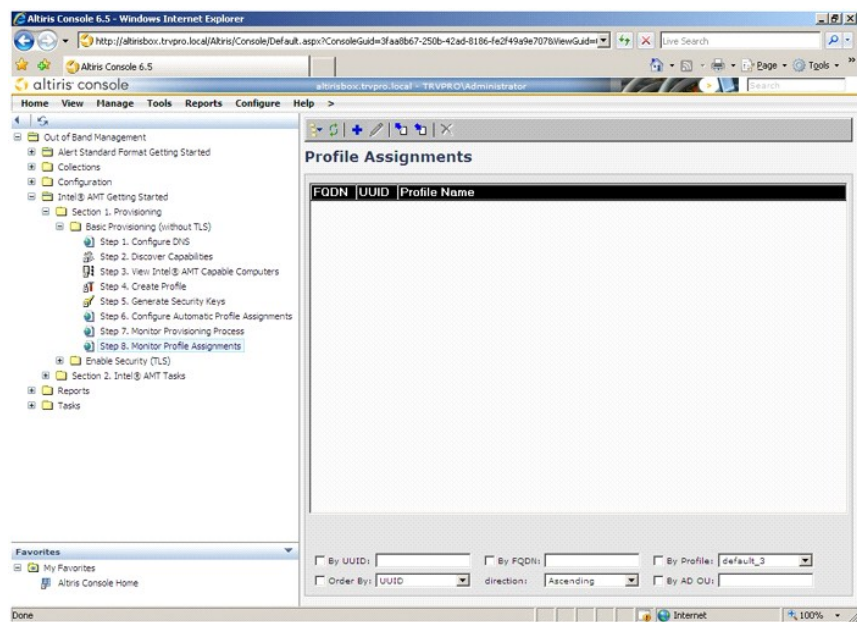 Altiris Console 6.5 - Windows Internet Explorer
http://altirisbox.trvpro.local/Altiris/Console/Default.aspx?ConsoleGuid=3faa8b67-250b-42ad-8186-fe2f49a9e707&ViewGuid=
Live Search
Altiris Console 6.5
Page
Tools
altiris console
altirisbox.trvpro.local - TRVPRO\Administrator
Search
Home View Manage Tools Reports Configure Help >
Out of Band Management
Alert Standard Format Getting Started
Collections
Configuration
Intel® AMT Getting Started
Section 1. Provisioning
Basic Provisioning (without TLS)
Step 1. Configure DNS
Step 2. Discover Capabilities
Step 3. View Intel® AMT Capable Computers
Step 4. Create Profile
Step 5. Generate Security Keys
Step 6. Configure Automatic Profile Assignments
Step 7. Monitor Provisioning Process
Step 8. Monitor Profile Assignments
Enable Security (TLS)
Section 2. Intel® AMT Tasks
Reports
Tasks
Favorites
My Favorites
Altiris Console Home
Profile Assignments
FQDN UUID Profile Name
By UUID: By FQDN: By Profile: default_3
Order By: UUID direction: Ascending By AD OU:
Done
Internet
100%